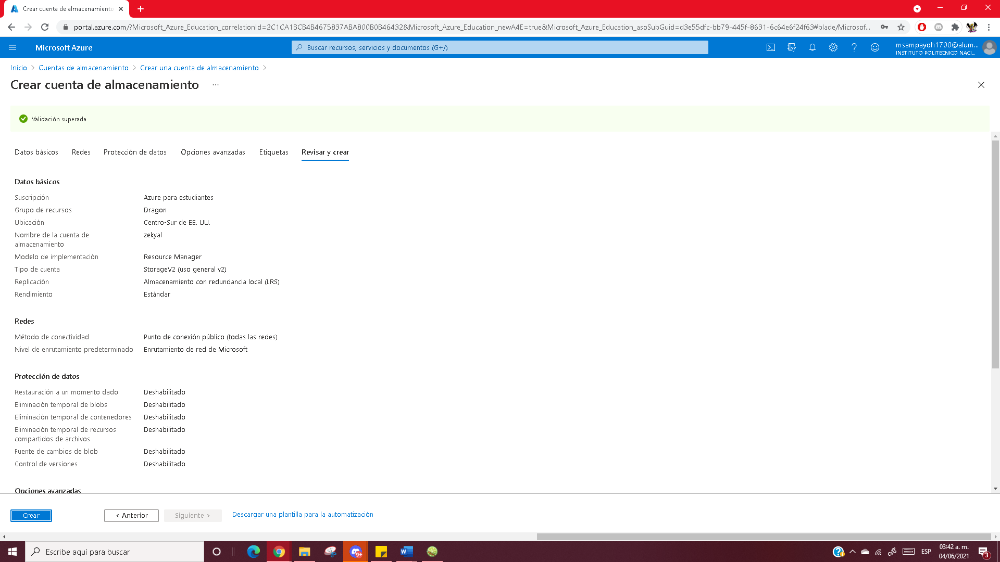 Crear cuenta de almacenamiento
portal.azure.com/?Microsoft_Azure_Education_correlationId=2C1CA1BCB4B4675837ABA800B0B46432&Microsoft_Azure_Education_newA4E=true&Microsoft_Azure_Education_asoSubGuid=d3e55dfc-bb79-445f-8631-6c64e6f24f63#blade/Microsof...
Microsoft Azure
Buscar recursos, servicios y documentos (G+/)
msampayoh1700@alum...
INSTITUTO POLITECNICO NACI...
Inicio > Cuentas de almacenamiento > Crear una cuenta de almacenamiento >
Crear cuenta de almacenamiento ...
Validación superada
Datos básicos Redes Protección de datos Opciones avanzadas Etiquetas Revisar y crear
Datos básicos
Suscripción Azure para estudiantes
Grupo de recursos Dragon
Ubicación Centro-Sur de EE. UU.
Nombre de la cuenta de zekyal
almacenamiento
Modelo de implementación Resource Manager
Tipo de cuenta StorageV2 (uso general v2)
Replicación Almacenamiento con redundancia local (LRS)
Rendimiento Estándar
Redes
Método de conectividad Punto de conexión público (todas las redes)
Nivel de enrutamiento predeterminado Enrutamiento de red de Microsoft
Protección de datos
Restauración a un momento dado Deshabilitado
Eliminación temporal de blobs Deshabilitado
Eliminación temporal de contenedores Deshabilitado
Eliminación temporal de recursos Deshabilitado
compartidos de archivos
Fuente de cambios de blob Deshabilitado
Control de versiones Deshabilitado
Opciones avanzadas
Crear < Anterior Siguiente > Descargar una plantilla para la automatización
Escribe aquí para buscar
9+
ESP
03:42 a. m.
04/06/2021
3